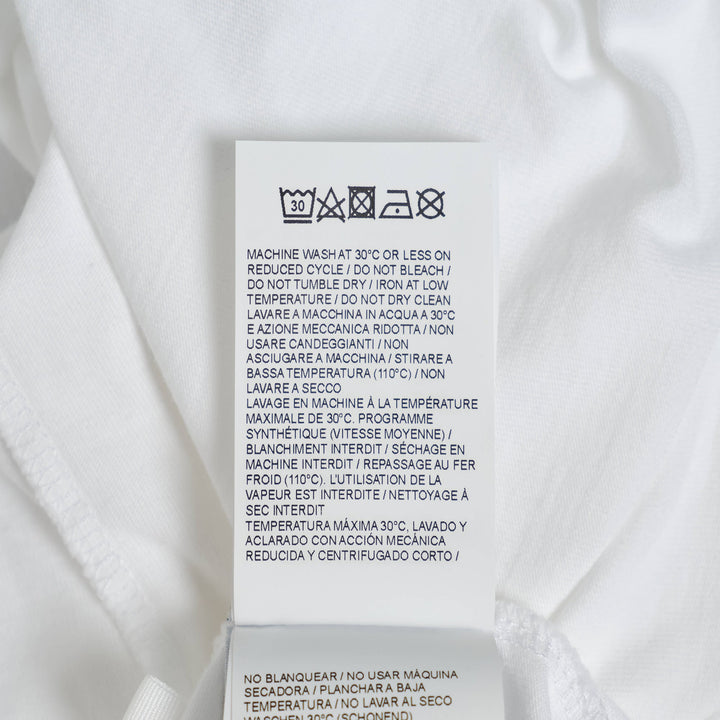 30
MACHINE WASH AT 30°C OR LESS ON
REDUCED CYCLE / DO NOT BLEACH /
DO NOT TUMBLE DRY / IRON AT LOW
TEMPERATURE / DO NOT DRY CLEAN
LAVARE A MACCHINA IN ACQUA A 30°C
E AZIONE MECCANICA RIDOTTA / NON
USARE CANDEGGIANTI / NON
ASCIUGARE A MACCHINA / STIRARE A
BASSA TEMPERATURA (110°C) / NON
LAVARE A SECCO
LAVAGE EN MACHINE À LA TEMPÉRATURE
MAXIMALE DE 30°C. PROGRAMME
SYNTHÉTIQUE (VITESSE MOYENNE) /
BLANCHIMENT INTERDIT / SÉCHAGE EN
MACHINE INTERDIT / REPASSAGE AU FER
FROID (110°C). L'UTILISATION DE LA
VAPEUR EST INTERDITE / NETTOYAGE À
SEC INTERDIT
TEMPERATURA MÁXIMA 30°C, LAVADO Y
ACLARADO CON ACCIÓN MECÁNICA
REDUCIDA Y CENTRIFUGADO CORTO /
NO BLANQUEAR / NO USAR MÁQUINA
SECADORA / PLANCHAR A BAJA
TEMPERATURA / NO LAVAR AL SECO
WASCHEN 30°C (SCHONEND)